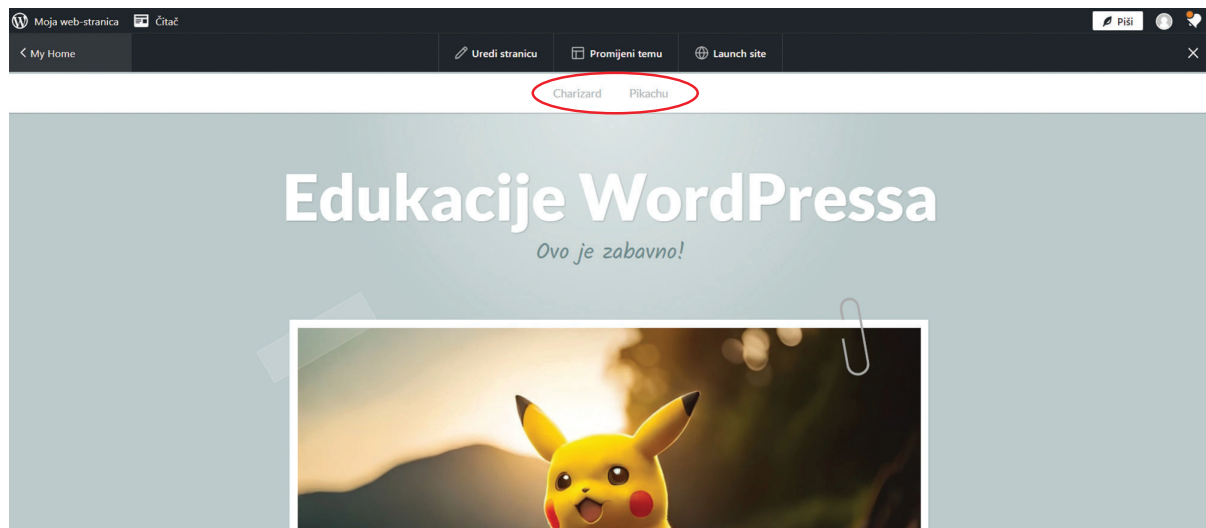 Moja web-stranica Čitač Piši
My Home Uredi stranicu Promijeni temu Launch site
Charizard Pikachu
Edukacije WordPressa
Ovo je zabavno!